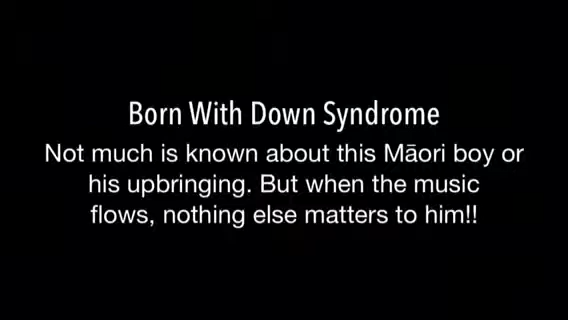 Born With Down Syndrome
Not much is known about this Māori boy or
his upbringing. But when the music
flows, nothing else matters to him!!